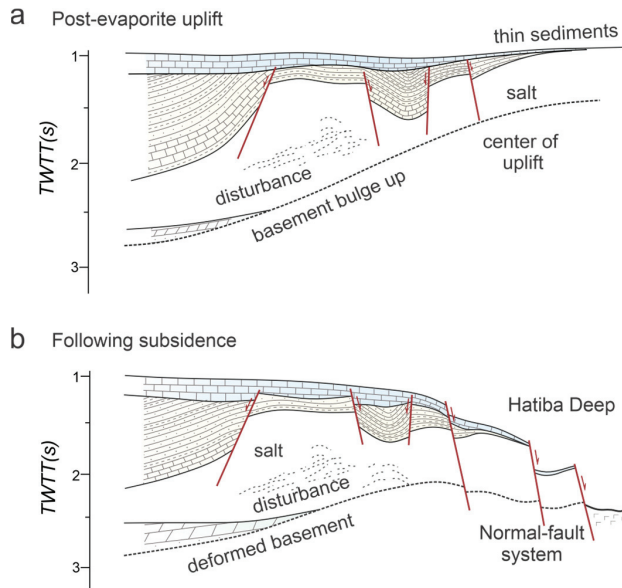 a Post-evaporite uplift
thin sediments
1
salt
TWTT(s)
2
center of
uplift
disturbance
basement bulge up
3
b Following subsidence
1
Hatiba Deep
salt
TWTT(s)
2
disturbance
deformed basement
Normal-fault
system
3